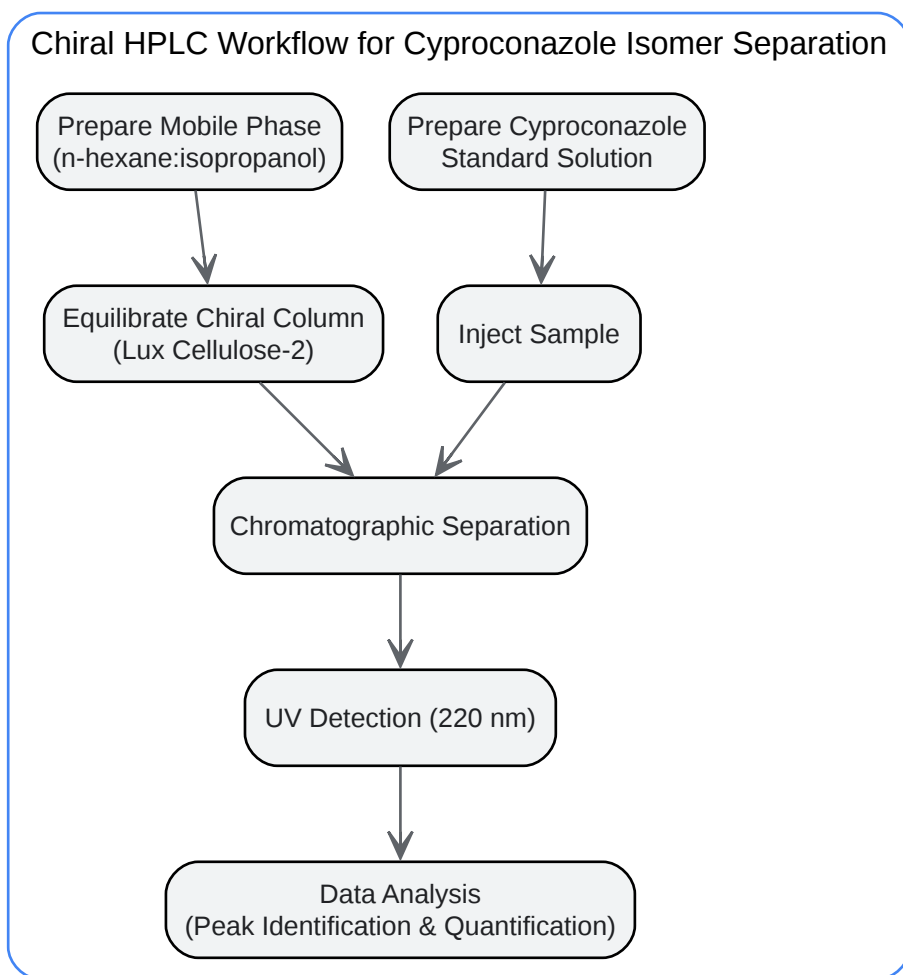 Chiral HPLC Workflow for Cyproconazole Isomer Separation
Prepare Mobile Phase
(n-hexane:isopropanol)
Prepare Cyproconazole
Standard Solution
Equilibrate Chiral Column
(Lux Cellulose-2)
Inject Sample
Chromatographic Separation
UV Detection (220 nm)
Data Analysis
(Peak Identification & Quantification)